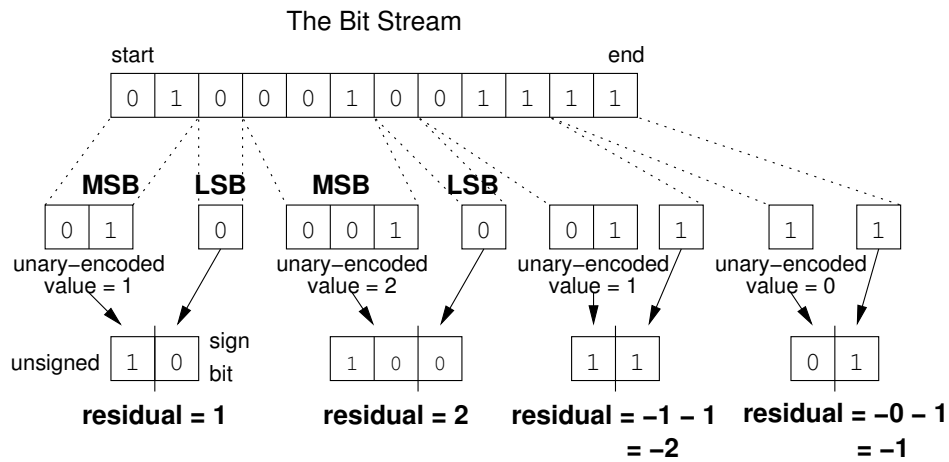 The Bit Stream
start end
0 1 0 0 0 1 0 0 1 1 1 1
MSB LSB MSB LSB
0 1 0 0 0 1 0 0 1 1 1 1
unary−encoded unary−encoded unary−encoded unary−encoded
value = 1 value = 2 value = 1 value = 0
unsigned 1 0 sign bit 1 0 0 1 1 0 1
residual = 1 residual = 2 residual = −1 − 1 residual = −0 − 1
= −2 = −1